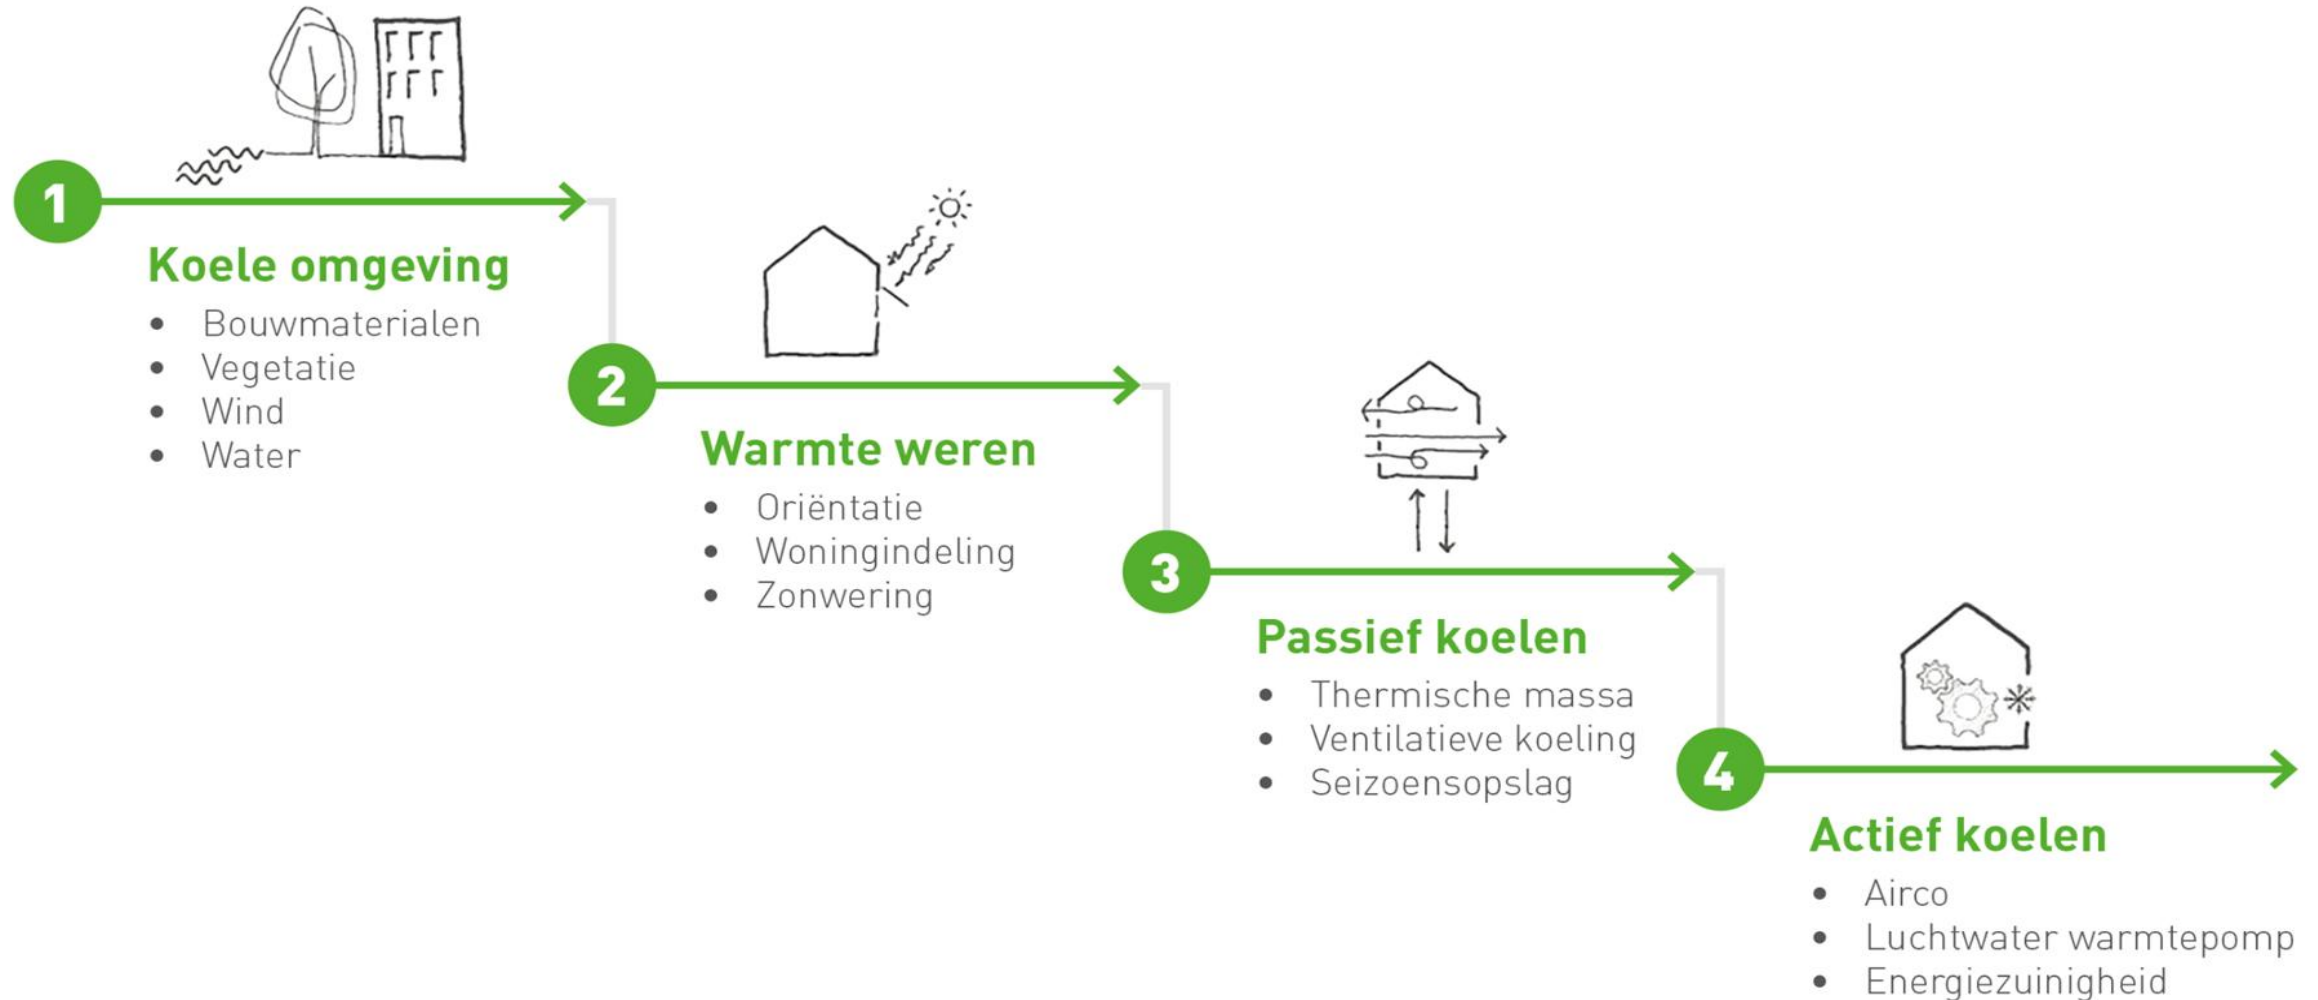 1
Koele omgeving
• Bouwmaterialen
• Vegetatie
• Wind
• Water
2
Warmte weren
• Oriëntatie
• Woningindeling
• Zonwering
3
Passief koelen
• Thermische massa
• Ventilatieve koeling
• Seizoensopslag
4
Actief koelen
• Airco
• Luchtwater warmtepomp
• Energiezuinigheid